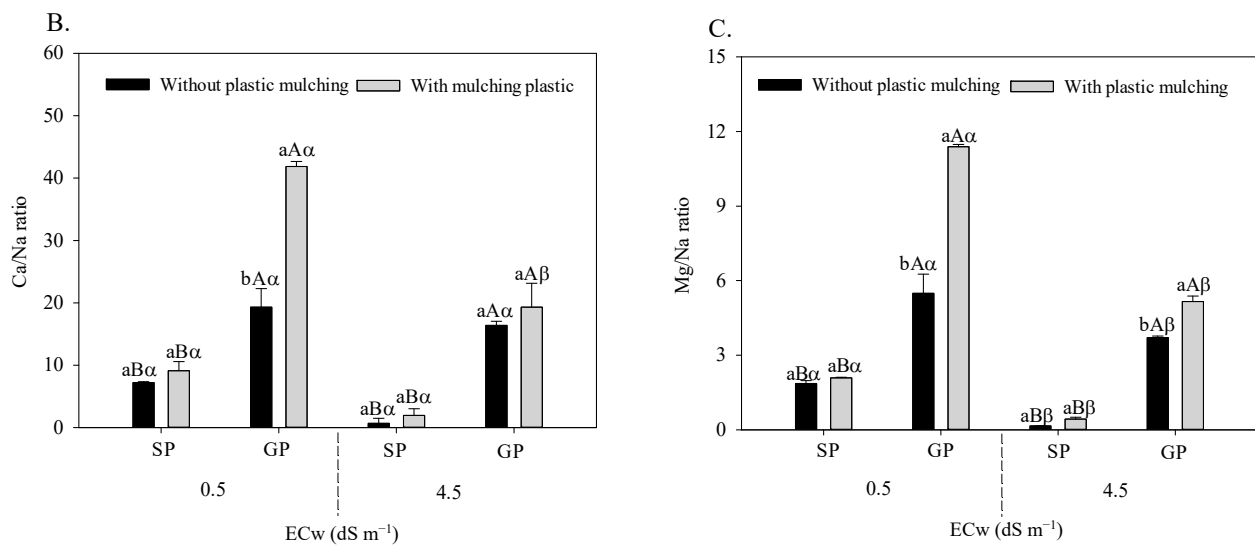 B.
60
50
40
30
20
10
0
Ca/Na ratio
Without plastic mulching
With mulching plastic
aBα
aBα
bAα
aAα
aBα
aBα
aAα
aAβ
SP
GP
SP
GP
0.5
4.5
ECw (dS m⁻¹)
C.
15
12
9
6
3
0
Mg/Na ratio
Without plastic mulching
With plastic mulching
aBα
aBα
bAα
aAα
aBβ
aBβ
bAβ
aAβ
SP
GP
SP
GP
0.5
4.5
ECw (dS m⁻¹)